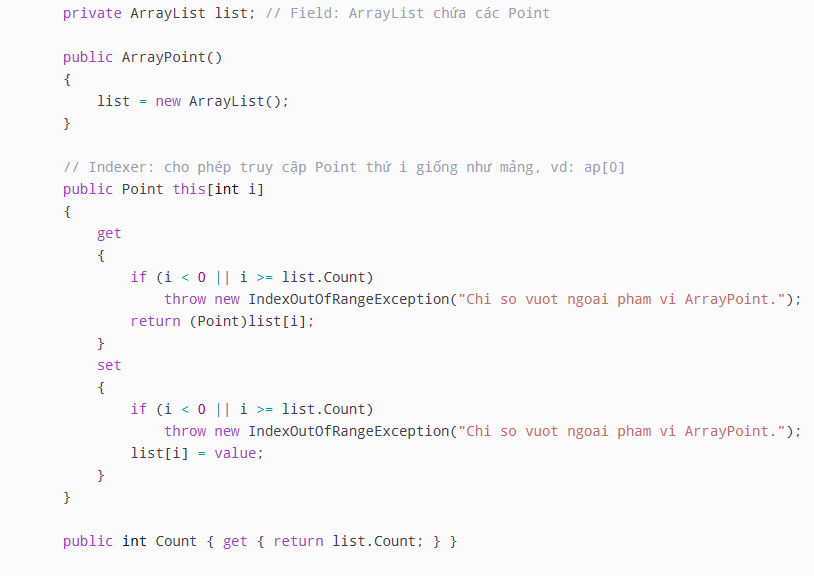 private ArrayList list; // Field: ArrayList chứa các Point
public ArrayPoint()
{
list = new ArrayList();
}
// Indexer: cho phép truy cập Point thứ i giống như mảng, vd: ap[0]
public Point this[int i]
{
get
{
if (i < 0 || i >= list.Count)
throw new IndexOutOfRangeException("Chi so vuot ngoai pham vi ArrayPoint.");
return (Point)list[i];
}
set
{
if (i < 0 || i >= list.Count)
throw new IndexOutOfRangeException("Chi so vuot ngoai pham vi ArrayPoint.");
list[i] = value;
}
}
public int Count { get { return list.Count; } }